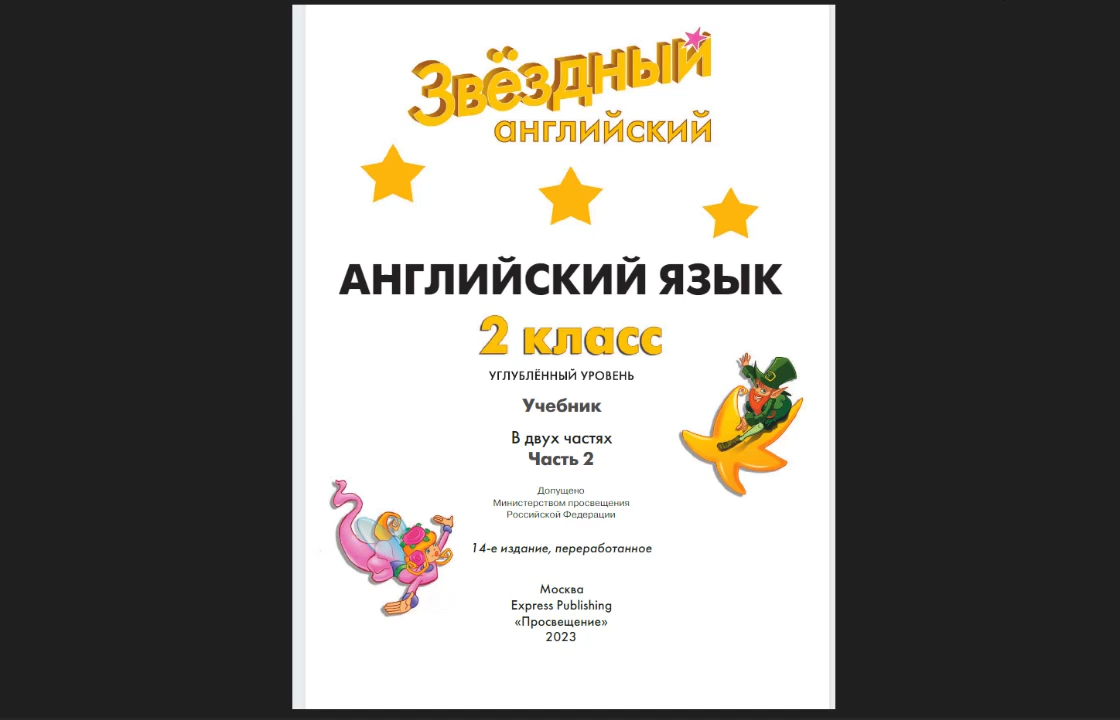 Звёздный
английский
АНГЛИЙСКИЙ ЯЗЫК
2 класс
УГЛУБЛЁННЫЙ УРОВЕНЬ
Учебник
В двух частях
Часть 2
Допущено
Министерством просвещения
Российской Федерации
14-е издание, переработанное
Москва
Express Publishing
«Просвещение»
2023